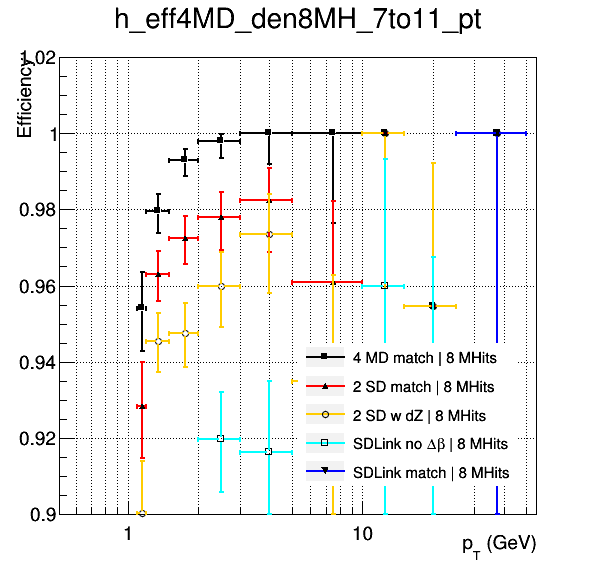 h_eff4MD_den8MH_7to11_pt
Efficiency
1.02
1
0.98
0.96
0.94
0.92
0.9
4 MD match | 8 MHits
2 SD match | 8 MHits
2 SD w dZ | 8 MHits
SDLink no Δβ | 8 MHits
SDLink match | 8 MHits
1
10
p_T (GeV)